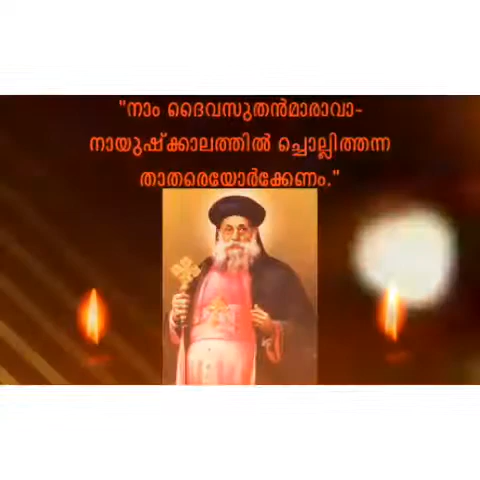 "നാം ദൈവസുതൻമാരാവാ-
നായുഷ്ക്കാലത്തിൽ ച്ചൊല്ലിത്തന്ന
താതരെയോർക്കേണം."